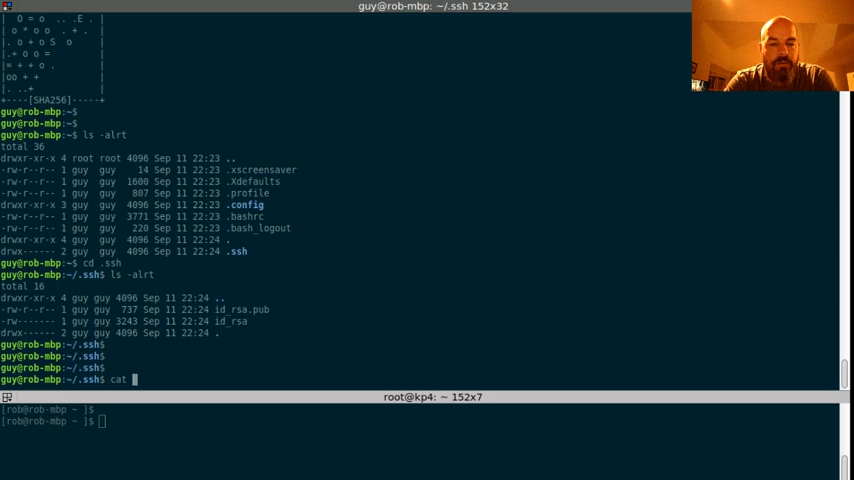 guy@rob-mbp: ~/.ssh 152x32
|  O = o  .. .E . |
| o * o o  . + .  |
|. o + o S  o     |
|.+ o o =         |
|= + + o .        |
|oo + +           |
|. ..+            |
+----[SHA256]-----+
guy@rob-mbp:~$
guy@rob-mbp:~$
guy@rob-mbp:~$ ls -alrt
total 36
drwxr-xr-x 4 root root 4096 Sep 11 22:23 ..
-rw-r--r-- 1 guy  guy    14 Sep 11 22:23 .xscreensaver
-rw-r--r-- 1 guy  guy  1600 Sep 11 22:23 .Xdefaults
-rw-r--r-- 1 guy  guy   807 Sep 11 22:23 .profile
drwxr-xr-x 3 guy  guy  4096 Sep 11 22:23 .config
-rw-r--r-- 1 guy  guy  3771 Sep 11 22:23 .bashrc
-rw-r--r-- 1 guy  guy   220 Sep 11 22:23 .bash_logout
drwxr-xr-x 4 guy  guy  4096 Sep 11 22:24 .
drwx------ 2 guy  guy  4096 Sep 11 22:24 .ssh
guy@rob-mbp:~$ cd .ssh
guy@rob-mbp:~/.ssh$ ls -alrt
total 16
drwxr-xr-x 4 guy guy 4096 Sep 11 22:24 ..
-rw-r--r-- 1 guy guy  737 Sep 11 22:24 id_rsa.pub
-rw------- 1 guy guy 3243 Sep 11 22:24 id_rsa
drwx------ 2 guy guy 4096 Sep 11 22:24 .
guy@rob-mbp:~/.ssh$
guy@rob-mbp:~/.ssh$
guy@rob-mbp:~/.ssh$
guy@rob-mbp:~/.ssh$ cat
root@kp4: ~ 152x7
[rob@rob-mbp ~ ]$
[rob@rob-mbp ~ ]$